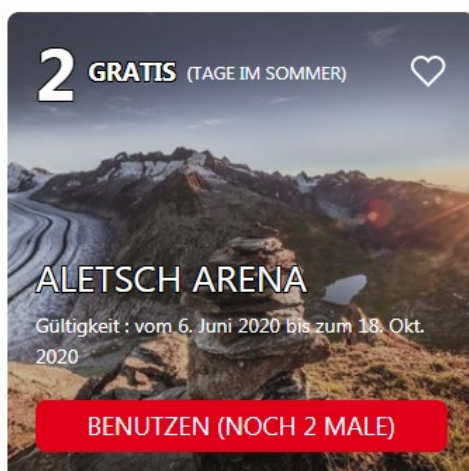 2 GRATIS (TAGE IM SOMMER)
ALETSCH ARENA
Gültigkeit : vom 6. Juni 2020 bis zum 18. Okt.
2020
BENUTZEN (NOCH 2 MALE)